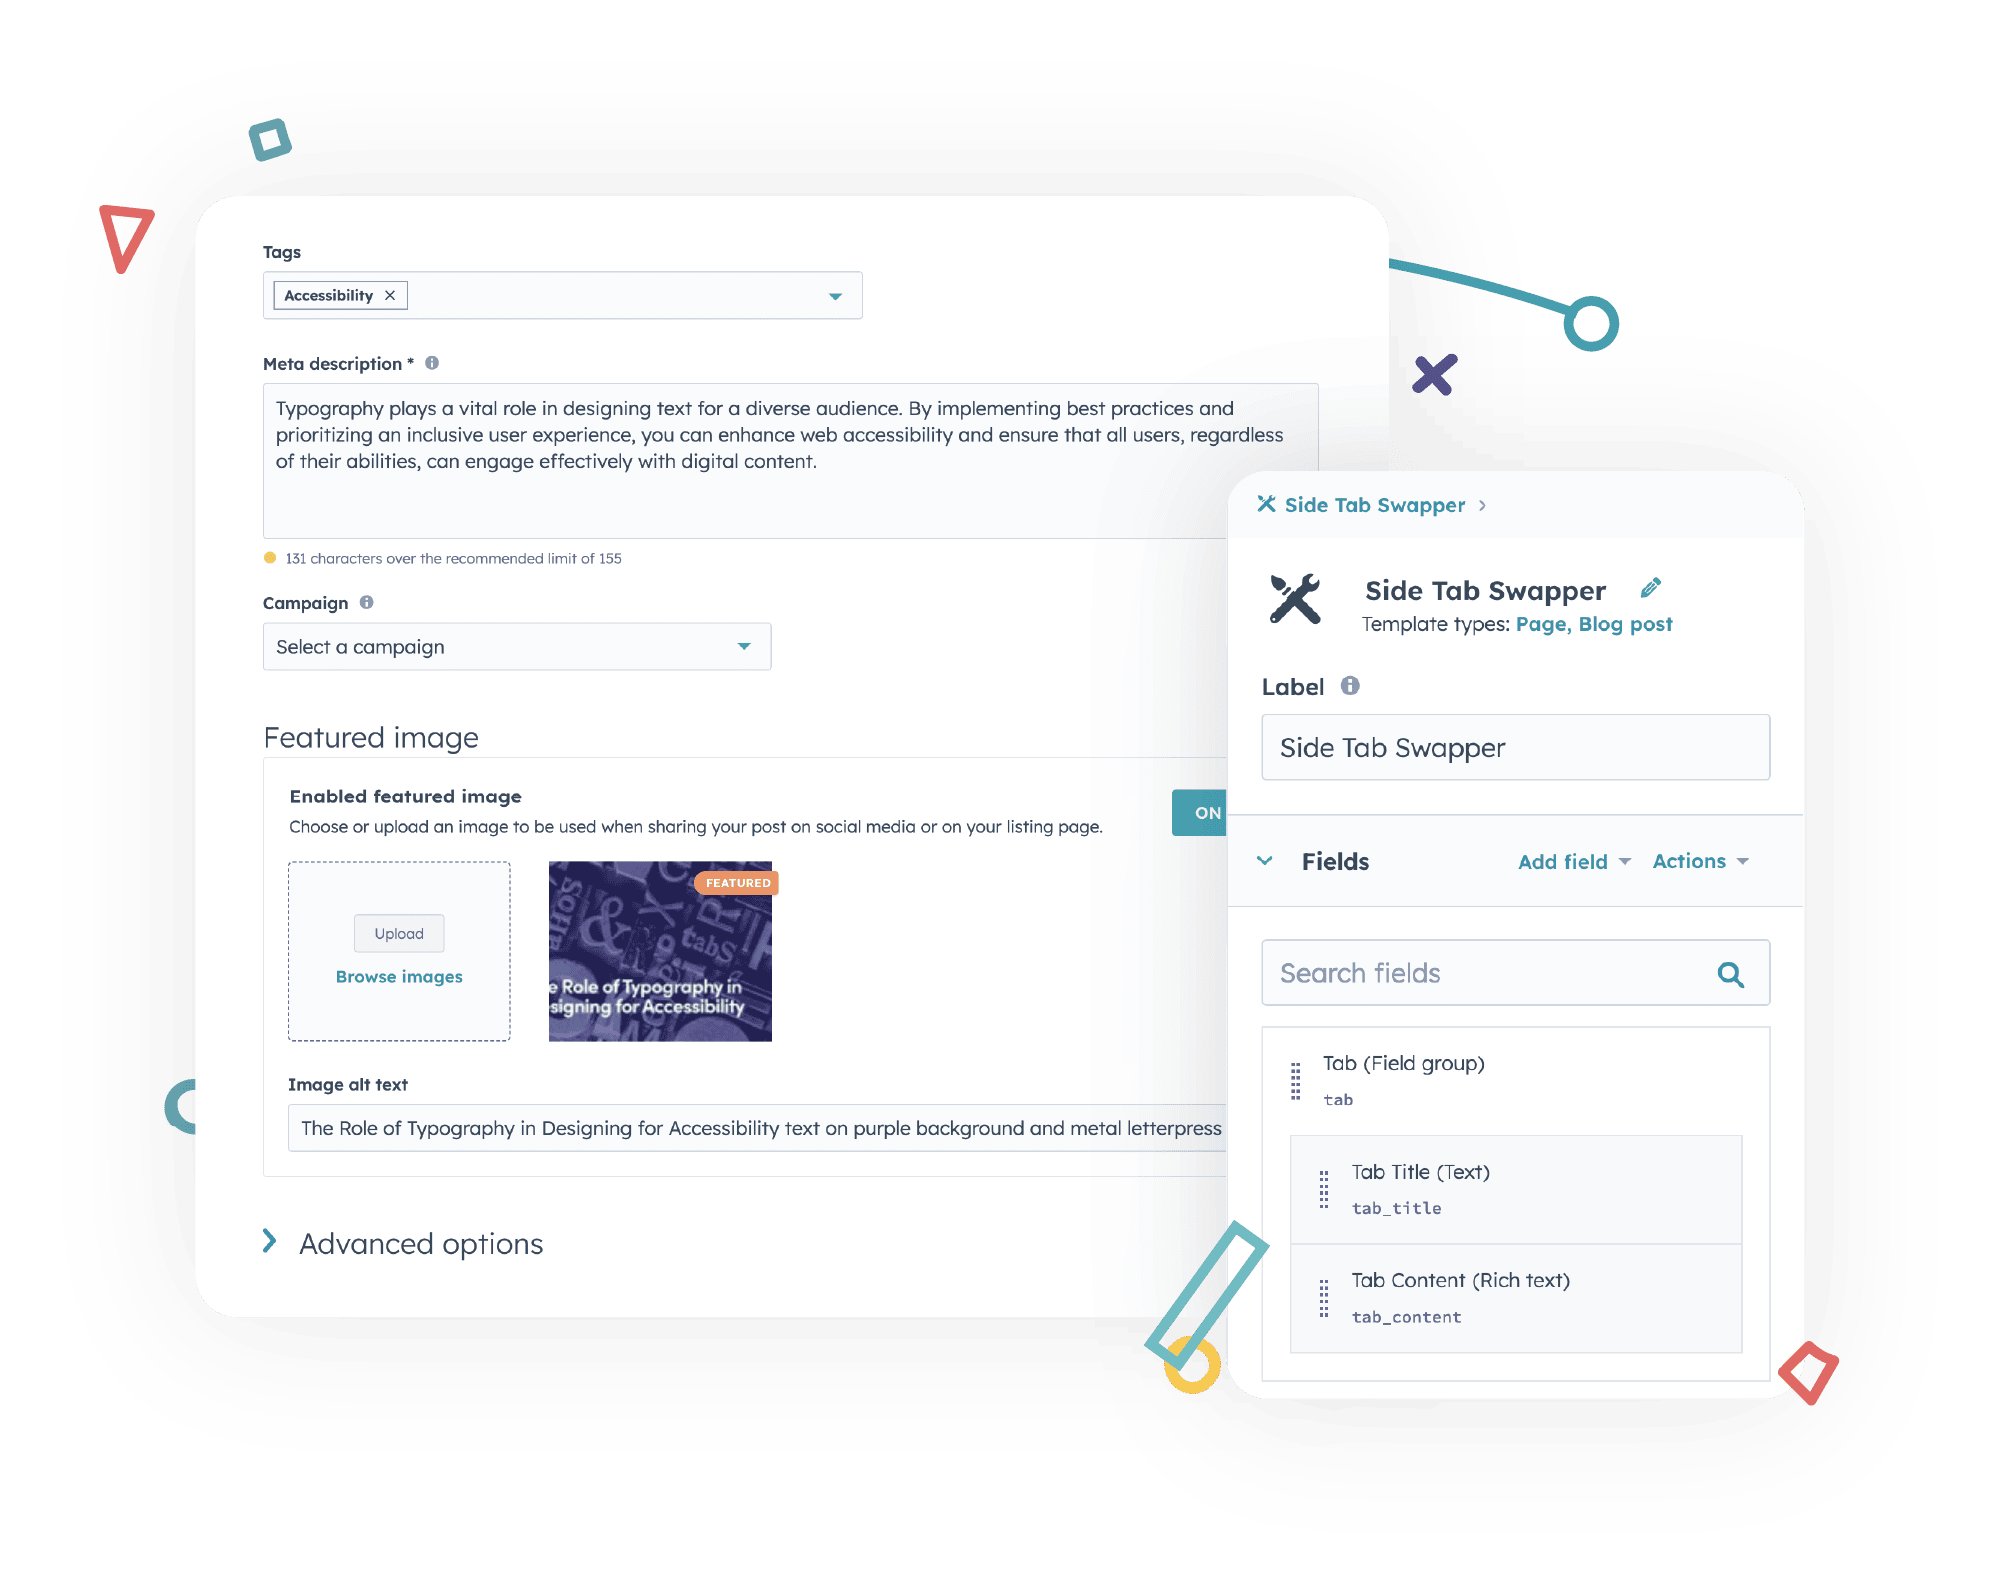 Tags
Accessibility ×
Meta description *
Typography plays a vital role in designing text for a diverse audience. By implementing best practices and
prioritizing an inclusive user experience, you can enhance web accessibility and ensure that all users, regardless
of their abilities, can engage effectively with digital content.
131 characters over the recommended limit of 155
Campaign
Select a campaign
Featured image
Enabled featured image
Choose or upload an image to be used when sharing your post on social media or on your listing page.
ON
Upload
Browse images
FEATURED
tabS
e Role of Typography in
signing for Accessibility
Image alt text
The Role of Typography in Designing for Accessibility text on purple background and metal letterpress
Advanced options
Side Tab Swapper
Side Tab Swapper
Template types: Page, Blog post
Label
Side Tab Swapper
Fields
Add field
Actions
Search fields
Tab (Field group)
tab
Tab Title (Text)
tab_title
Tab Content (Rich text)
tab_content